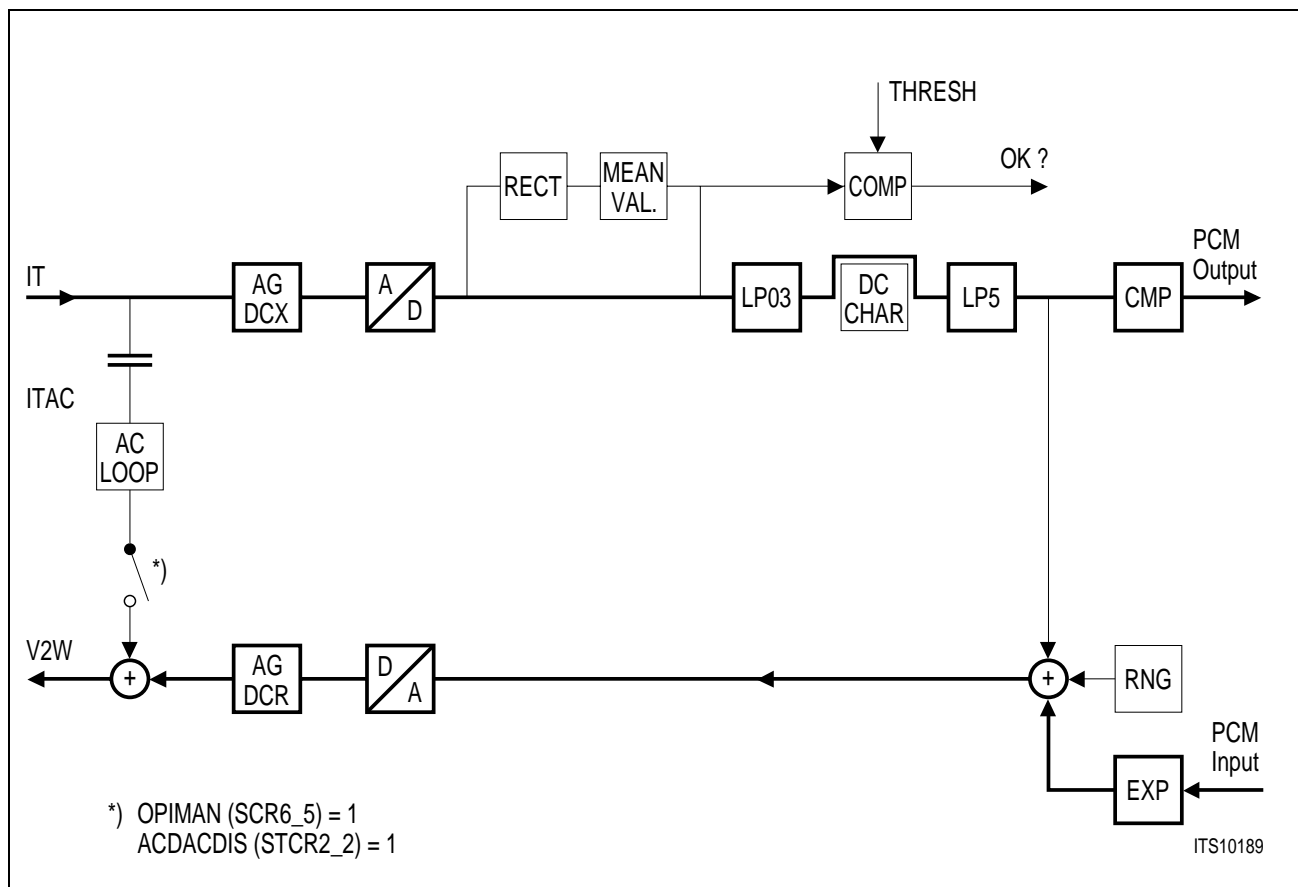 THRESH
OK ?
RECT
MEAN
VAL.
COMP
PCM
Output
IT
AG
DCX
A
D
LP03
DC
CHAR
LP5
CMP
ITAC
AC
LOOP
*)
V2W
+
AG
DCR
D
A
+
RNG
PCM
Input
EXP
*) OPIMAN (SCR6_5) = 1
ACDACDIS (STCR2_2) = 1
ITS10189